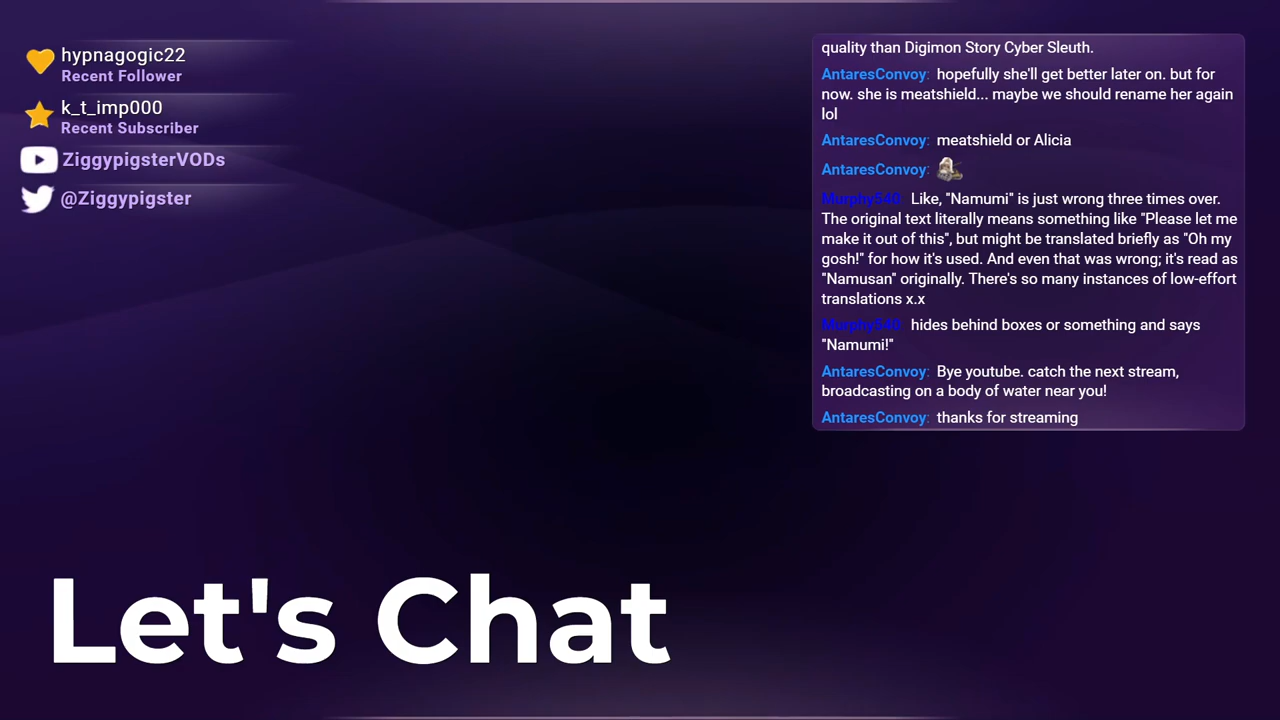 hypnagogic22
Recent Follower
k_t_imp000
Recent Subscriber
ZiggypigsterVODs
@Ziggypigster
quality than Digimon Story Cyber Sleuth.
AntaresConvoy: hopefully she'll get better later on. but for
now. she is meatshield... maybe we should rename her again
lol
AntaresConvoy: meatshield or Alicia
AntaresConvoy:
Murphy540: Like, "Namumi" is just wrong three times over.
The original text literally means something like "Please let me
make it out of this", but might be translated briefly as "Oh my
gosh!" for how it's used. And even that was wrong; it's read as
"Namusan" originally. There's so many instances of low-effort
translations x.x
Murphy540: hides behind boxes or something and says
"Namumi!"
AntaresConvoy: Bye youtube. catch the next stream,
broadcasting on a body of water near you!
AntaresConvoy: thanks for streaming
Let's Chat